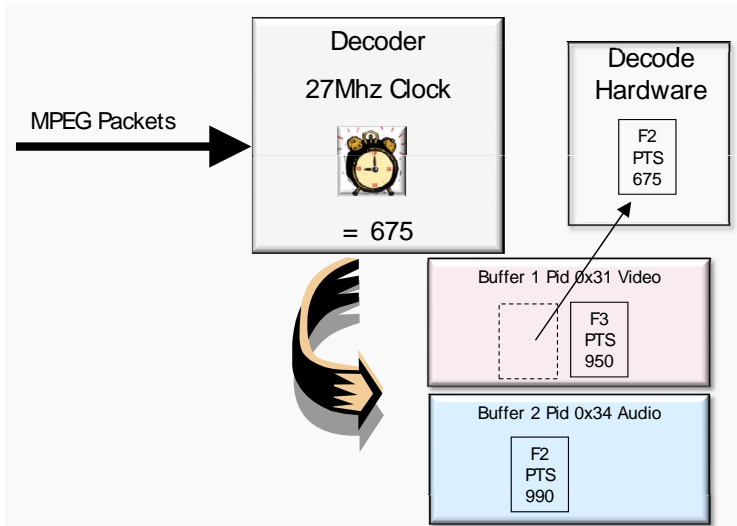 MPEG Packets
Decoder
27Mhz Clock
= 675
Decode
Hardware
F2
PTS
675
Buffer 1 Pid 0x31 Video
F3
PTS
950
Buffer 2 Pid 0x34 Audio
F2
PTS
990